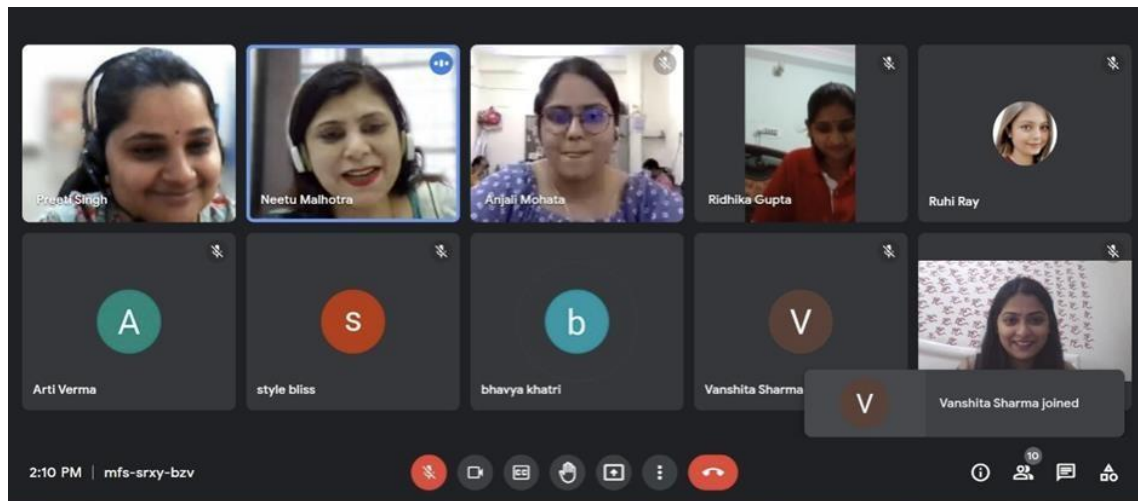 Preeti Singh
Neetu Malhotra
Anjali Mohata
Ridhika Gupta
Ruhi Ray
A
S
b
V
Arti Verma
style bliss
bhavya khatri
Vanshita Sharma
V
Vanshita Sharma joined
2:10 PM | mfs-srxy-bzv
CC
10